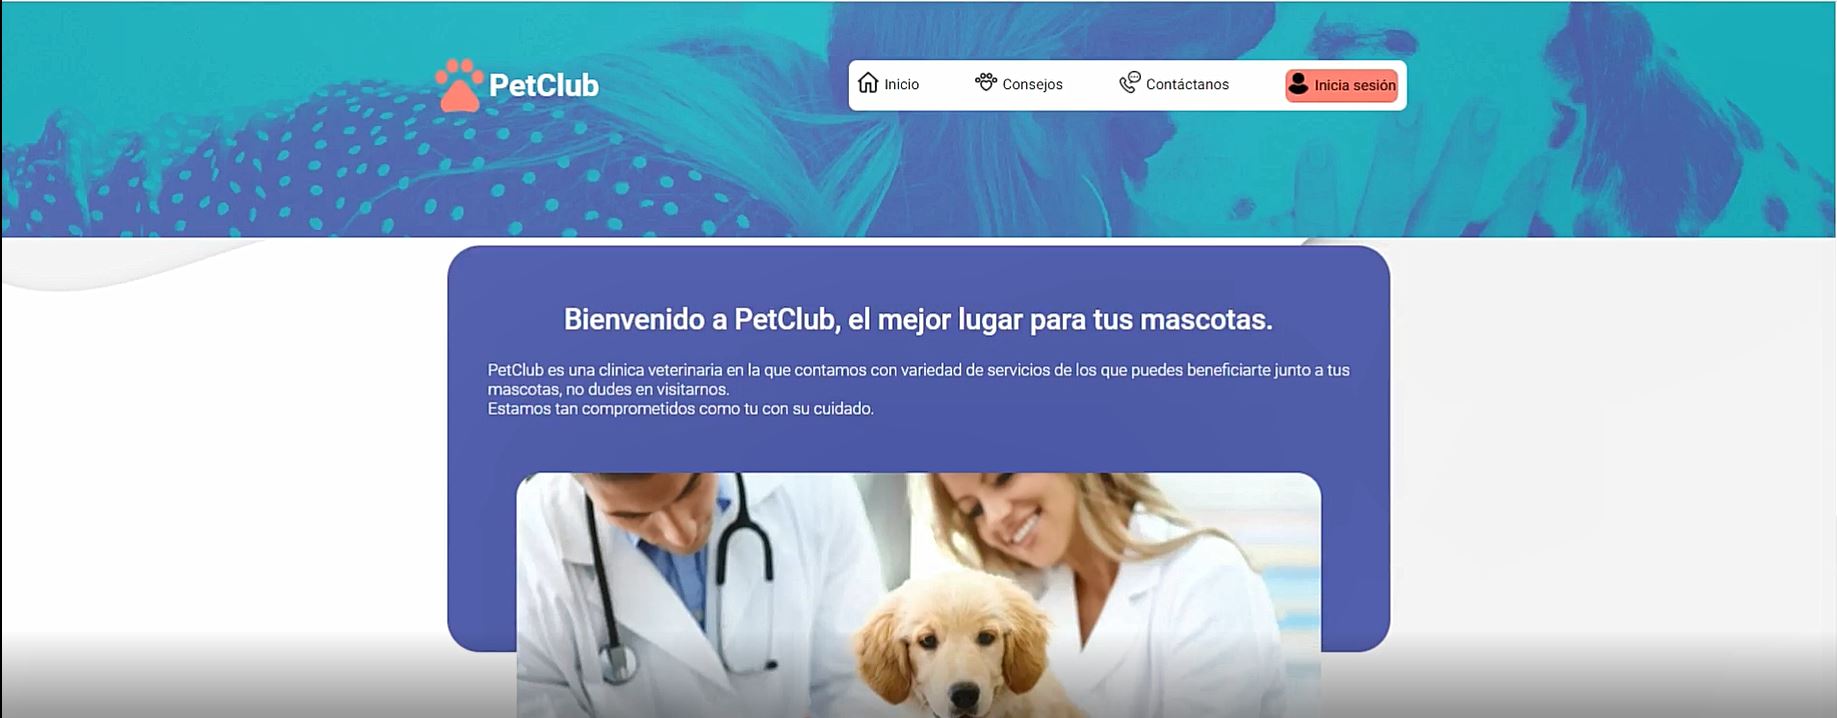 PetClub
Inicio
Consejos
Contáctanos
Inicia sesión
Bienvenido a PetClub, el mejor lugar para tus mascotas.
PetClub es una clinica veterinaria en la que contamos con variedad de servicios de los que puedes beneficiarte junto a tus
mascotas, no dudes en visitarnos.
Estamos tan comprometidos como tu con su cuidado.